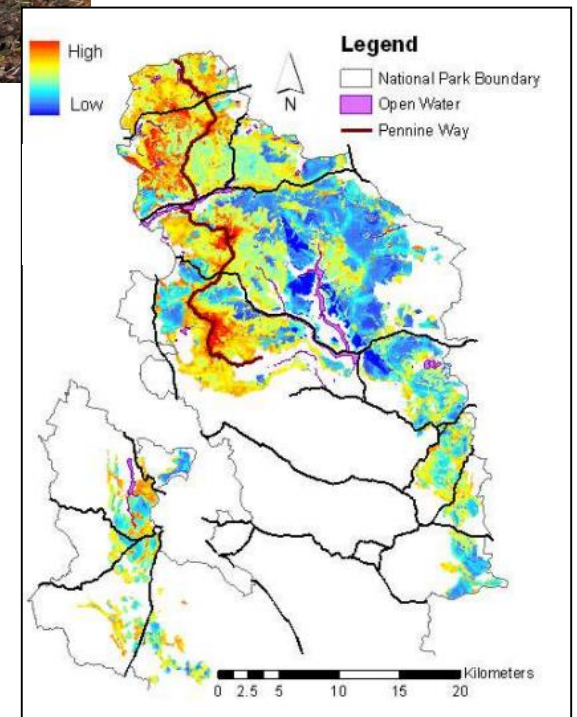 High
Low
N
Legend
National Park Boundary
Open Water
Pennine Way
Kilometers
0 2.5 5 10 15 20